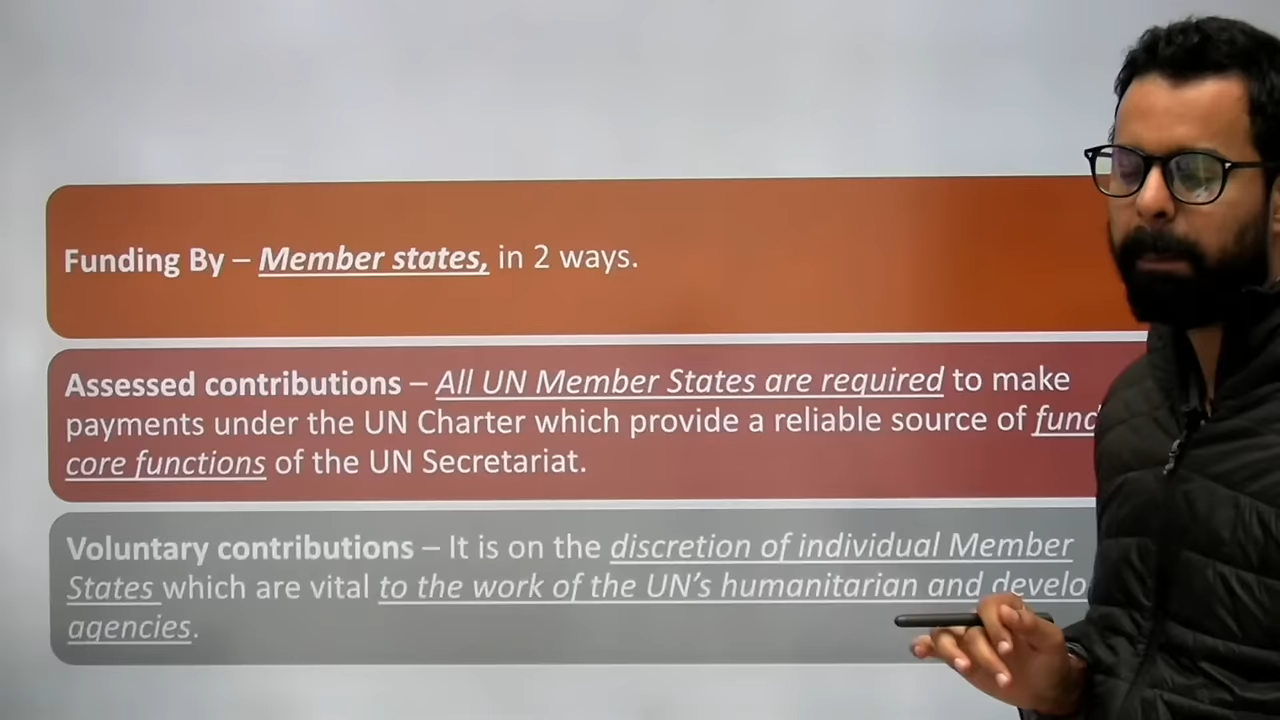 Funding By – Member states, in 2 ways.
Assessed contributions – All UN Member States are required to make
payments under the UN Charter which provide a reliable source of
core functions of the UN Secretariat.
Voluntary contributions – It is on the discretion of individual Member
States which are vital to the work of the UN’s humanitarian and
agencies.